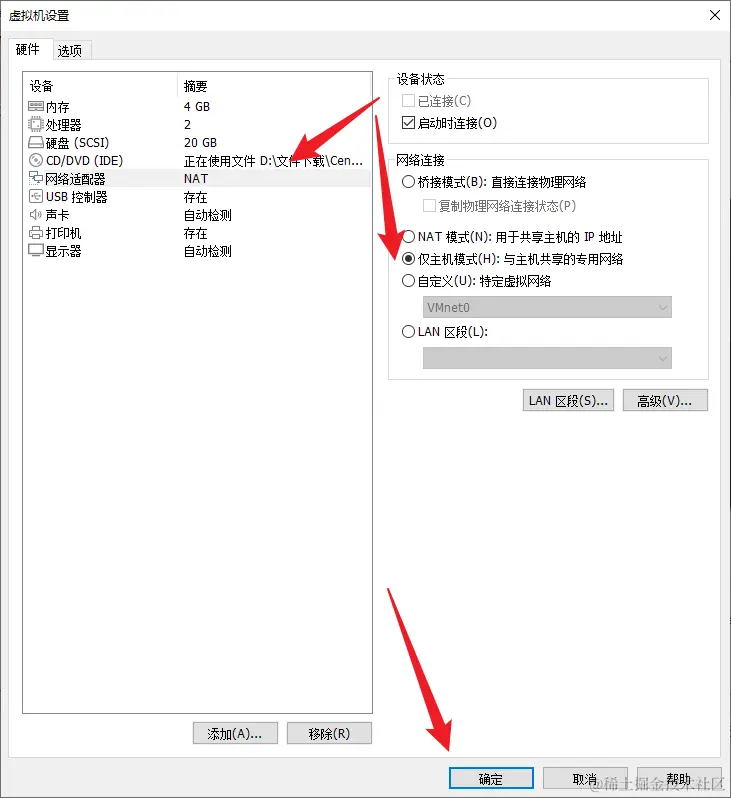 虚拟机设置
硬件 选项
设备 摘要
内存 4 GB
处理器 2
硬盘 (SCSI) 20 GB
CD/DVD (IDE) 正在使用文件 D:\文件下载\Cen...
网络适配器 NAT
USB 控制器 存在
声卡 自动检测
打印机 存在
显示器 自动检测
添加(A)... 移除(R)
设备状态
已连接(C)
启动时连接(O)
网络连接
桥接模式(B): 直接连接物理网络
复制物理网络连接状态(P)
NAT 模式(N): 用于共享主机的 IP 地址
仅主机模式(H): 与主机共享的专用网络
自定义(U): 特定虚拟网络
VMnet0
LAN 区段(L):
LAN 区段(S)... 高级(V)...
确定 取消 帮助
@稀土掘金技术社区